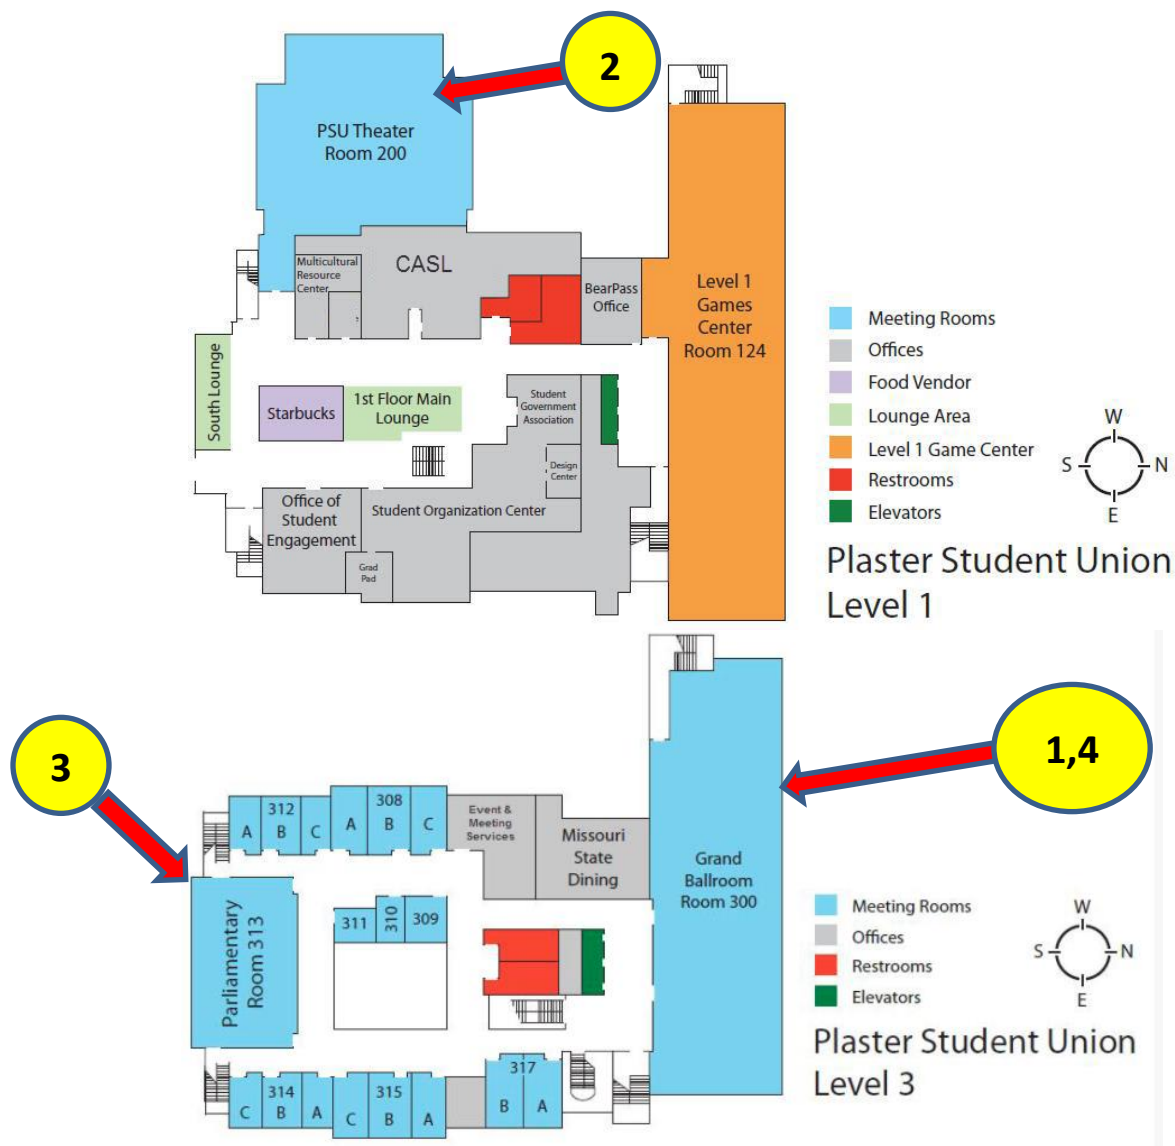 2
PSU Theater
Room 200
Multicultural
Resource
Center
CASL
BearPass
Office
Level 1
Games
Center
Room 124
South Lounge
Starbucks
1st Floor Main
Lounge
Student
Government
Association
Design
Center
Office of
Student
Engagement
Student Organization Center
Grad
Pad
Meeting Rooms
Offices
Food Vendor
Lounge Area
Level 1 Game Center
Restrooms
Elevators
W
S N
E
Plaster Student Union
Level 1
3
1,4
312
A B C
308
A B C
Event &
Meeting
Services
Missouri
State
Dining
Grand
Ballroom
Room 300
Parliamentary
Room 313
311
310
309
314
C B A
315
C B A
317
B A
Meeting Rooms
Offices
Restrooms
Elevators
W
S N
E
Plaster Student Union
Level 3